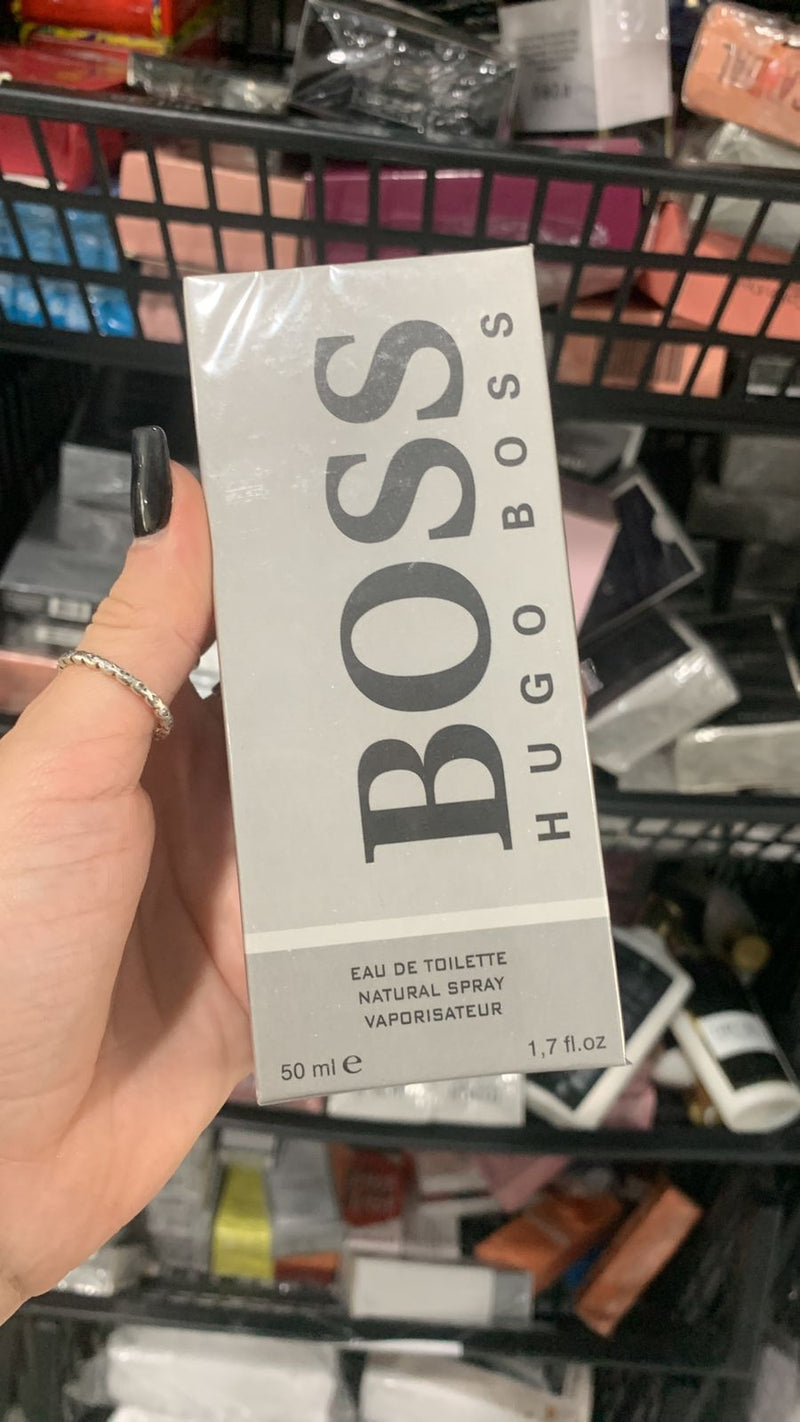 BOSS
HUGO BOSS
EAU DE TOILETTE
NATURAL SPRAY
VAPORISATEUR
50 ml e
1,7 fl.oz